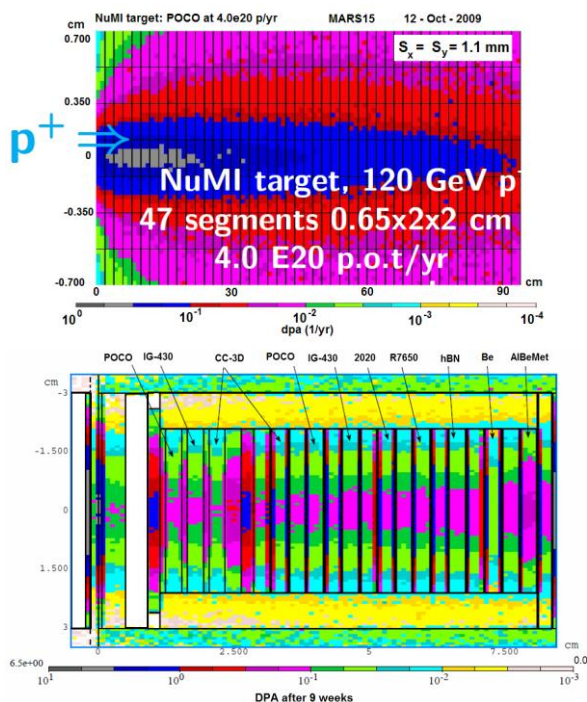 NuMI target: POCO at 4.0e20 p/yr MARS15 12 - Oct - 2009
cm
0.700
Sx = Sy= 1.1 mm
0.350
p+
0
NuMI target, 120 GeV p
47 segments 0.65x2x2 cm
-0.350
4.0 E20 p.o.t/yr
-0.700
cm
0 30 60 90
10^0 10^-1 10^-2 10^-3 10^-4
dpa (1/yr)
POCO IG-430 CC-3D POCO IG-430 2020 R7650 hBN Be AlBeMet
cm
-3
-1.500
0
1.500
3
0 2.500 5 7.500
6.5e+00 0.0
10^1 10^0 10^-1 10^-2 10^-3
DPA after 9 weeks